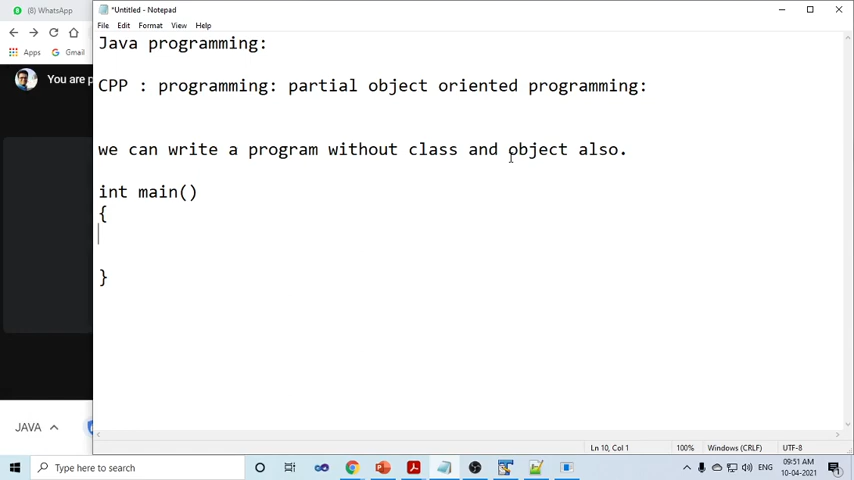 (8) WhatsApp
*Untitled - Notepad
File Edit Format View Help
Apps Gmail
You are p
Java programming:
CPP : programming: partial object oriented programming:
we can write a program without class and object also.
int main()
{
}
JAVA
Ln 10, Col 1 100% Windows (CRLF) UTF-8
Type here to search
ENG
09:51 AM
10-04-2021